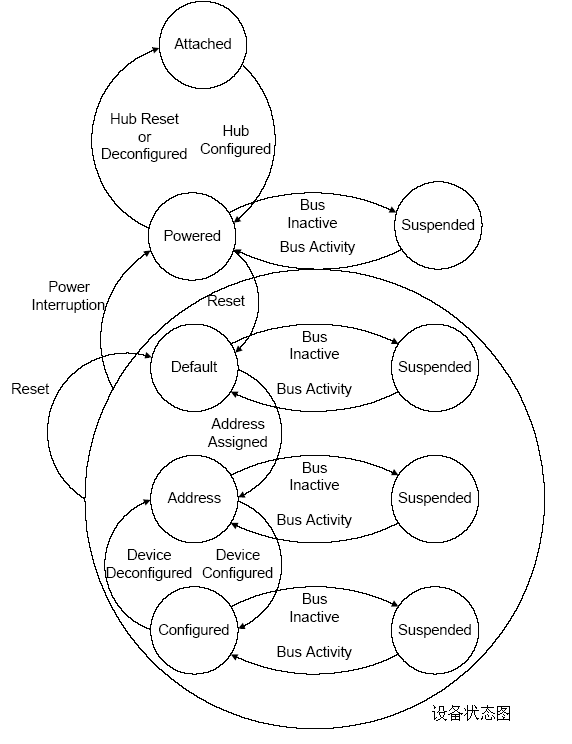 Attached
Hub Reset
or
Deconfigured
Hub
Configured
Powered
Bus
Inactive
Bus Activity
Suspended
Power
Interruption
Reset
Default
Bus
Inactive
Bus Activity
Suspended
Reset
Address
Assigned
Address
Bus
Inactive
Bus Activity
Suspended
Device
Deconfigured
Device
Configured
Configured
Bus
Inactive
Bus Activity
Suspended
设备状态图